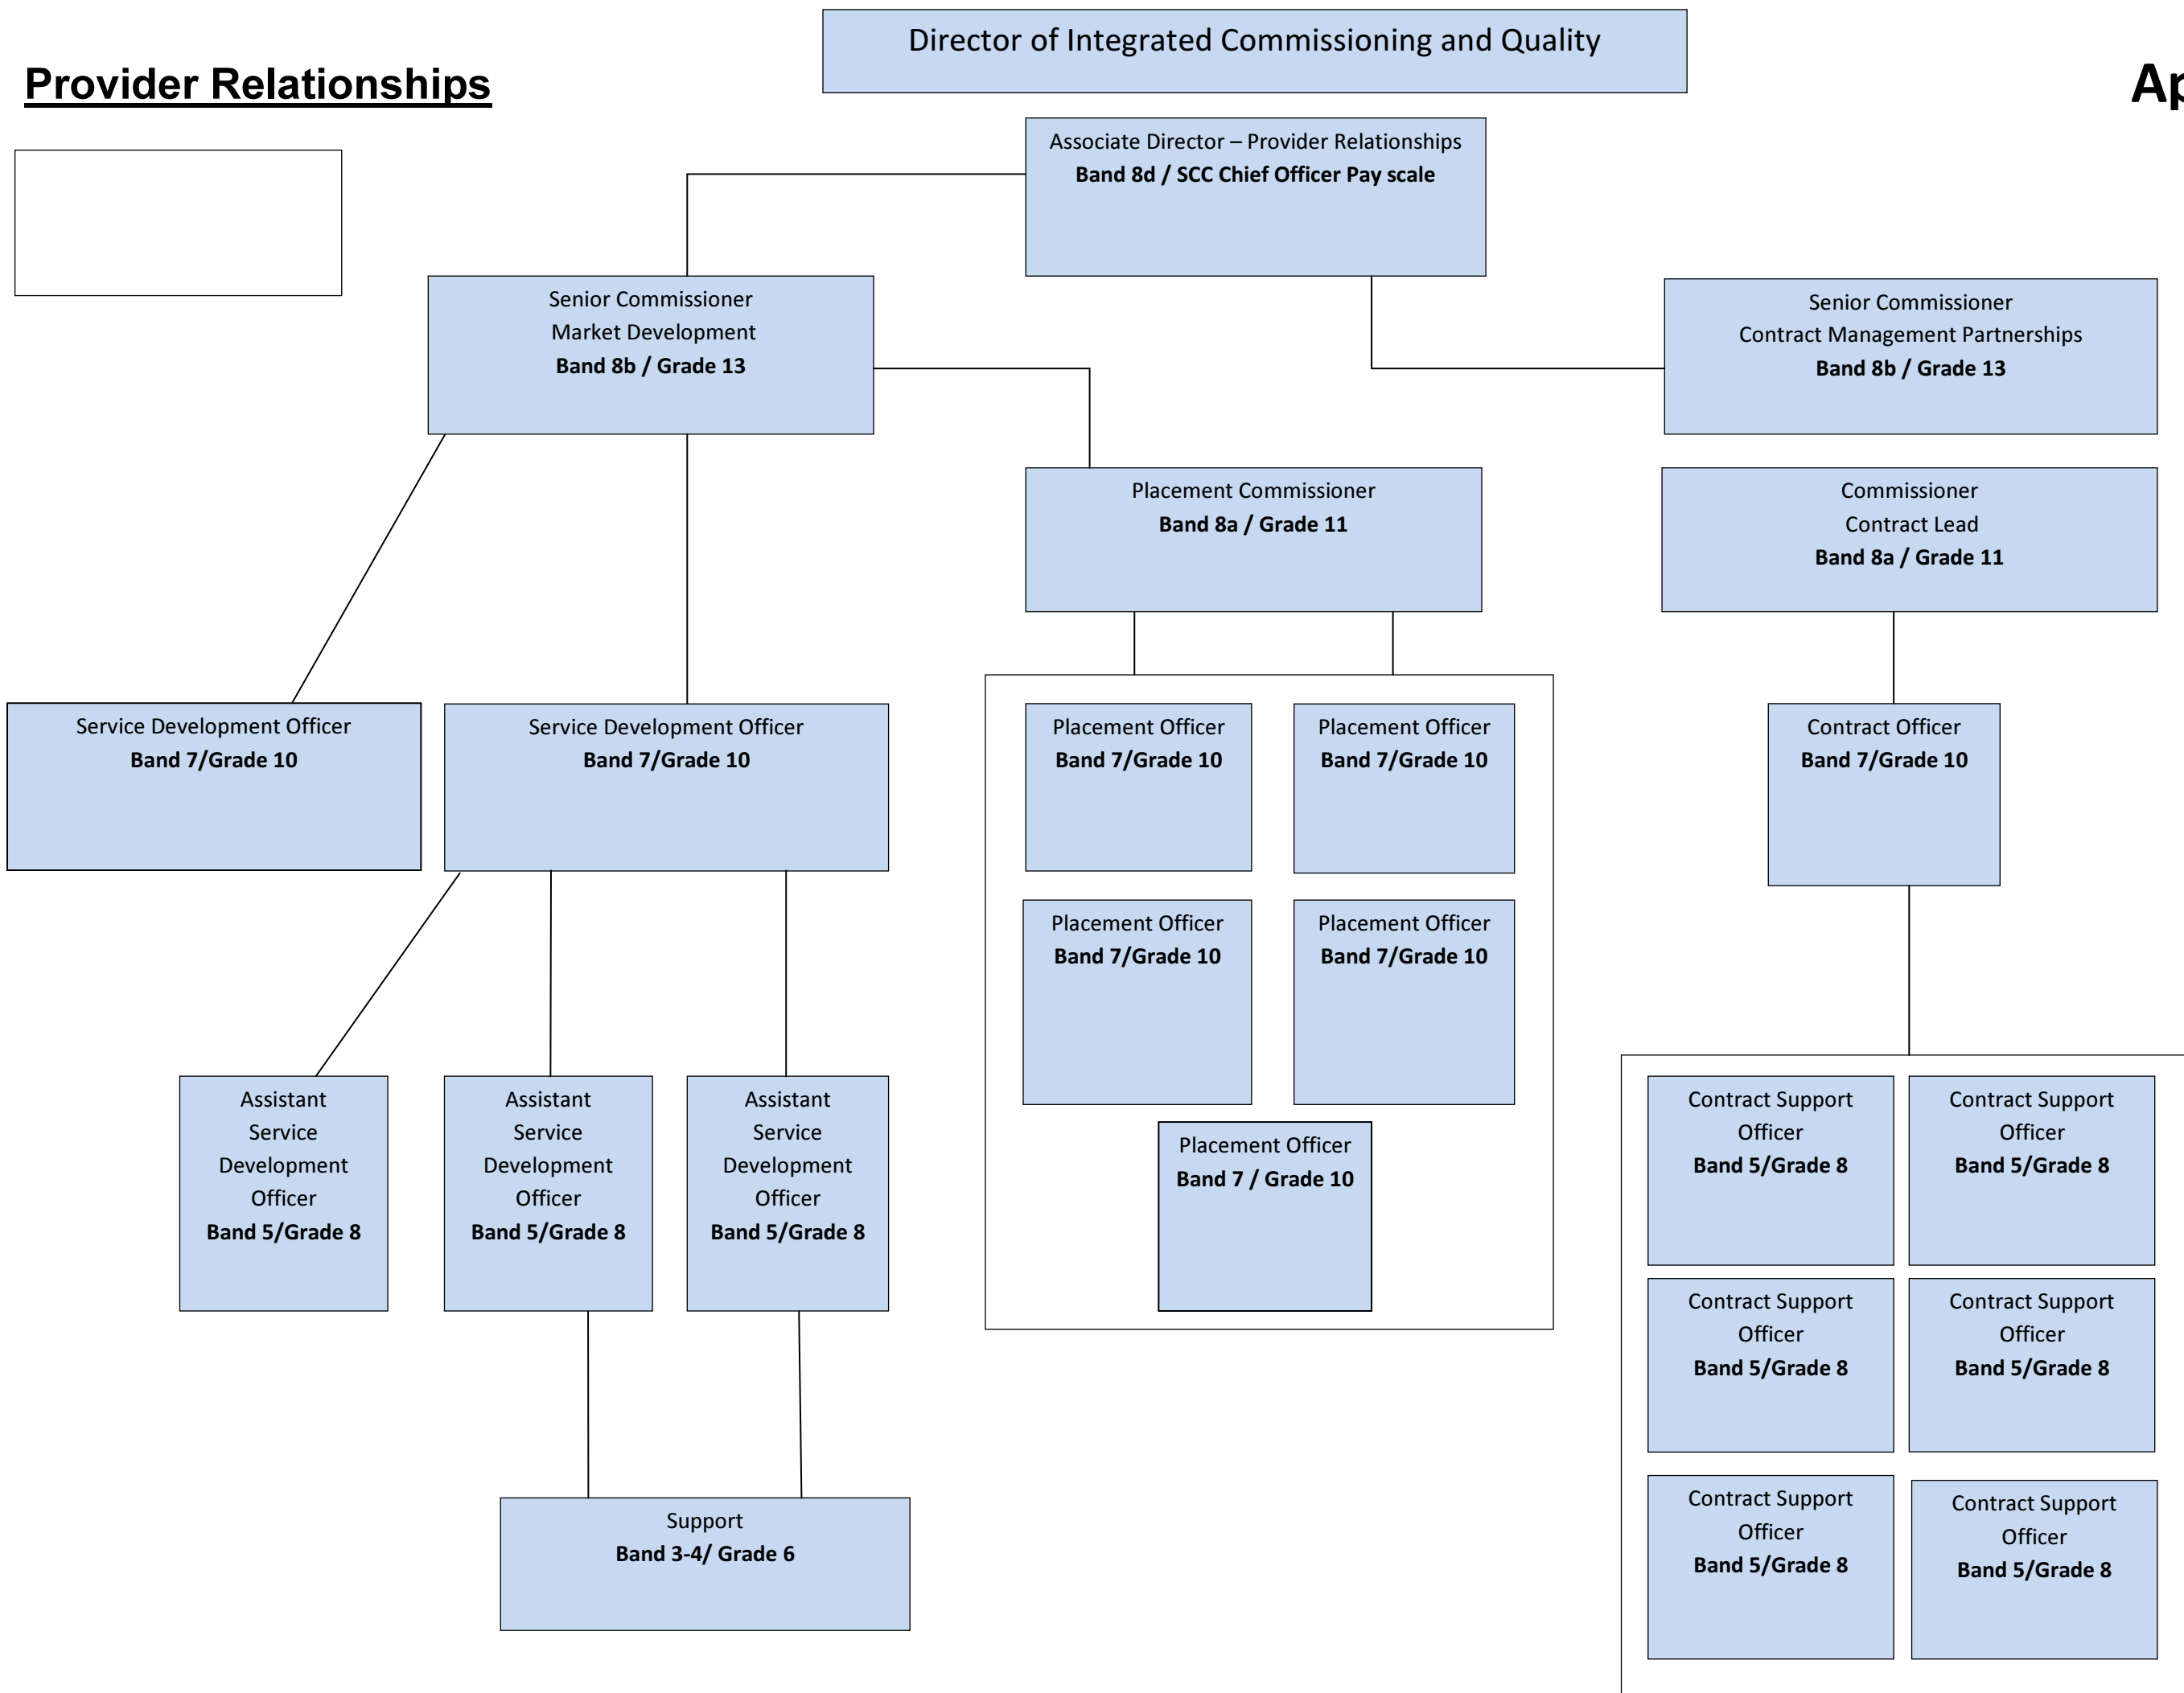 Director of Integrated Commissioning and Quality
Provider Relationships
Ap
Associate Director – Provider Relationships
Band 8d / SCC Chief Officer Pay scale
Senior Commissioner
Market Development
Band 8b / Grade 13
Senior Commissioner
Contract Management Partnerships
Band 8b / Grade 13
Placement Commissioner
Band 8a / Grade 11
Commissioner
Contract Lead
Band 8a / Grade 11
Service Development Officer
Band 7/Grade 10
Service Development Officer
Band 7/Grade 10
Placement Officer
Band 7/Grade 10
Placement Officer
Band 7/Grade 10
Contract Officer
Band 7/Grade 10
Placement Officer
Band 7/Grade 10
Placement Officer
Band 7/Grade 10
Placement Officer
Band 7 / Grade 10
Assistant
Service
Development
Officer
Band 5/Grade 8
Assistant
Service
Development
Officer
Band 5/Grade 8
Assistant
Service
Development
Officer
Band 5/Grade 8
Contract Support
Officer
Band 5/Grade 8
Contract Support
Officer
Band 5/Grade 8
Contract Support
Officer
Band 5/Grade 8
Contract Support
Officer
Band 5/Grade 8
Contract Support
Officer
Band 5/Grade 8
Contract Support
Officer
Band 5/Grade 8
Support
Band 3-4/ Grade 6